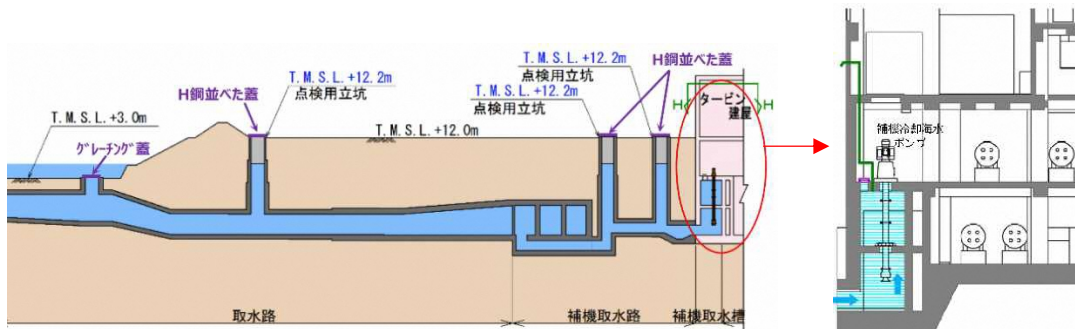 T.M.S.L.+3.0m
グレーチング蓋
H鋼並べた蓋
T.M.S.L.+12.2m
点検用立坑
T.M.S.L.+12.0m
T.M.S.L.+12.2m
点検用立坑
T.M.S.L.+12.2m
点検用立坑
H鋼並べた蓋
タービン
建屋
補機冷却海水
ポンプ
取水路
補機取水路
補機取水槽